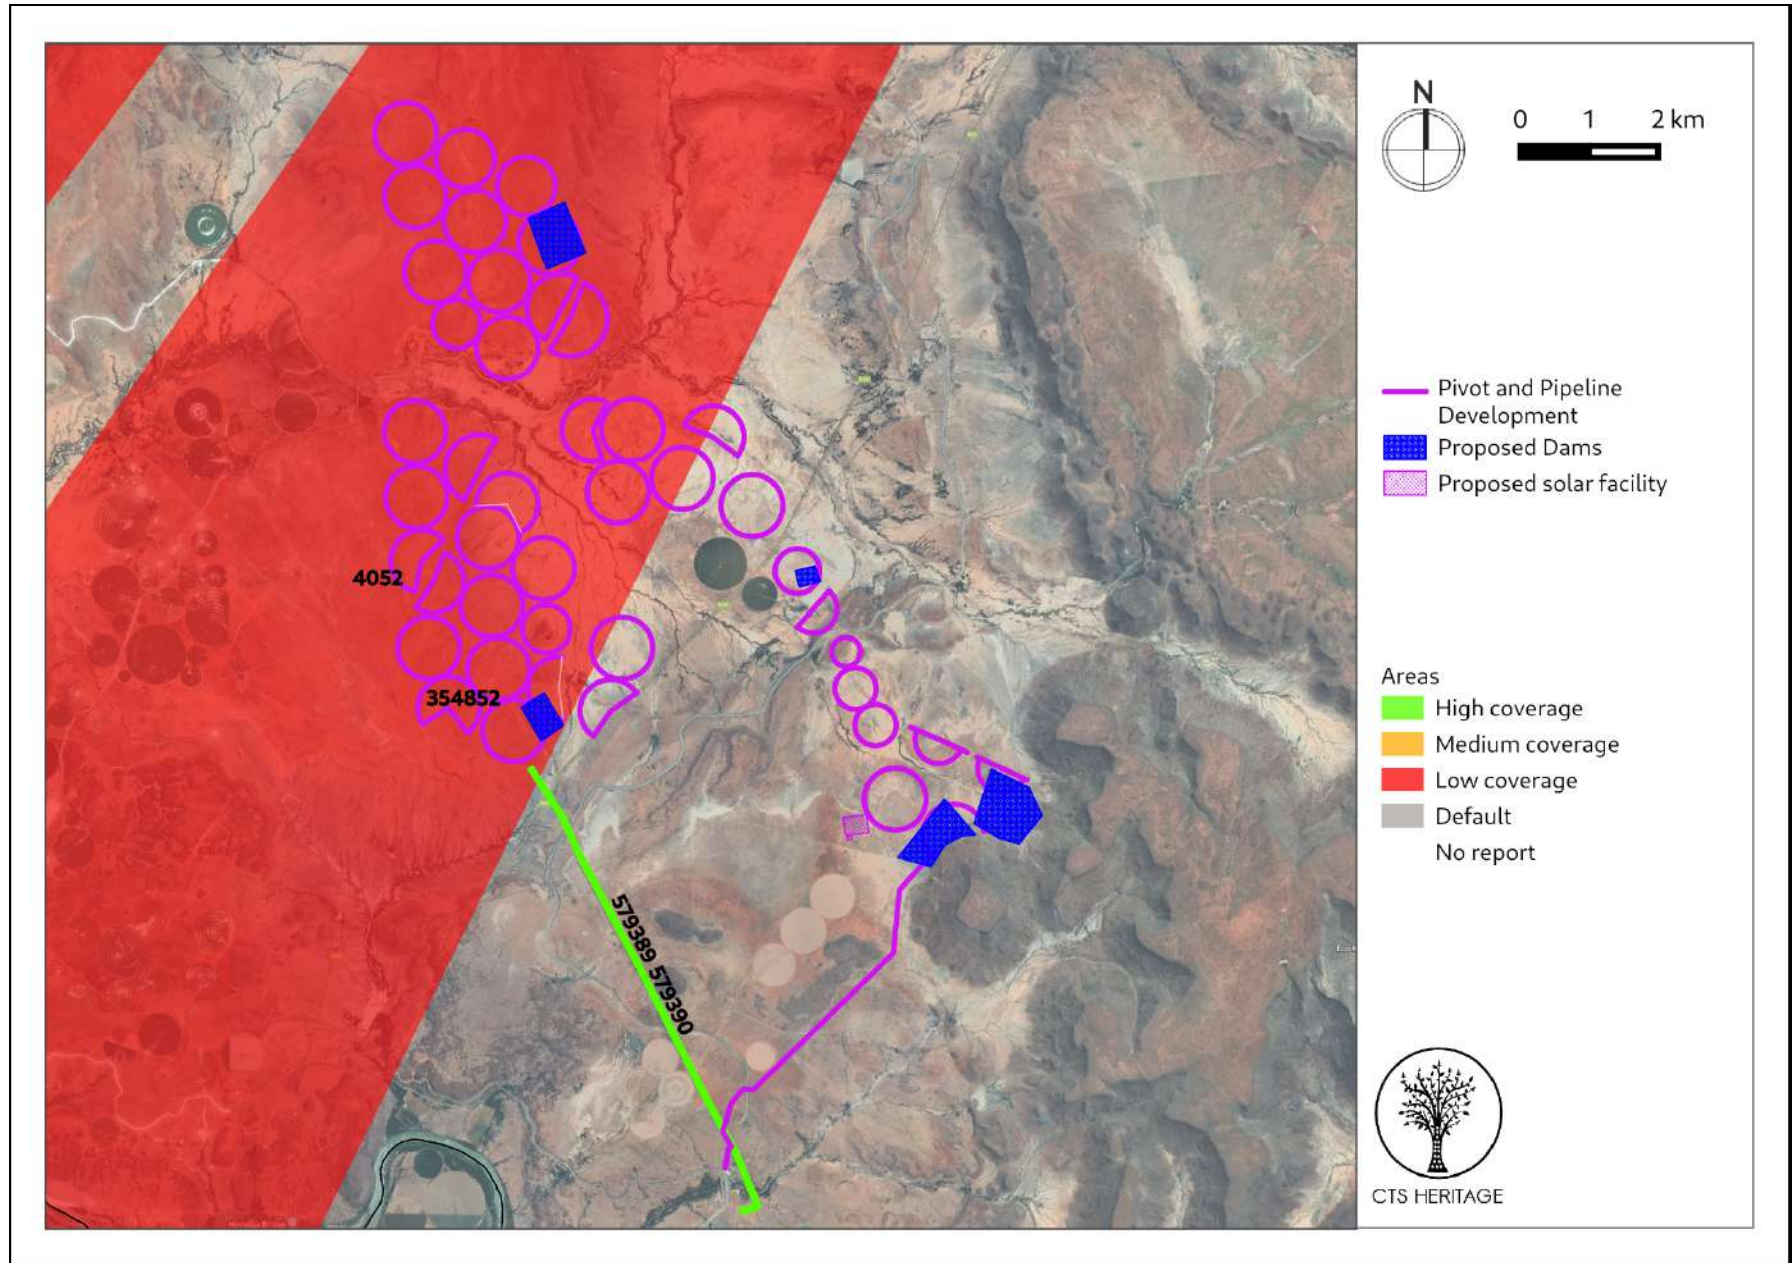 N
0 1 2 km
Pivot and Pipeline
Development
Proposed Dams
Proposed solar facility
4052
354852
579389 579390
Areas
High coverage
Medium coverage
Low coverage
Default
No report
CTS HERITAGE